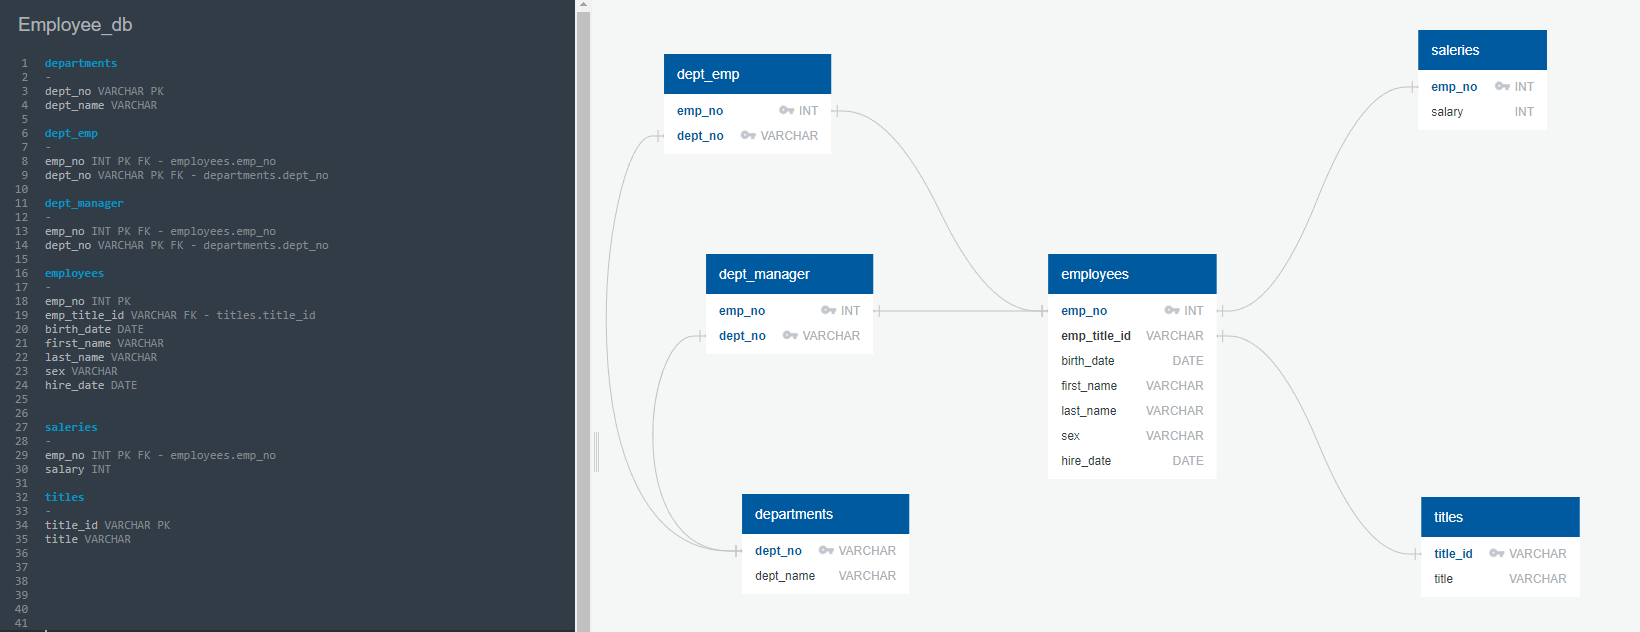 Employee_db
1 departments
2 -
3 dept_no VARCHAR PK
4 dept_name VARCHAR
5
6 dept_emp
7 -
8 emp_no INT PK FK - employees.emp_no
9 dept_no VARCHAR PK FK - departments.dept_no
10
11 dept_manager
12 -
13 emp_no INT PK FK - employees.emp_no
14 dept_no VARCHAR PK FK - departments.dept_no
15
16 employees
17 -
18 emp_no INT PK
19 emp_title_id VARCHAR FK - titles.title_id
20 birth_date DATE
21 first_name VARCHAR
22 last_name VARCHAR
23 sex VARCHAR
24 hire_date DATE
25
26
27 saleries
28 -
29 emp_no INT PK FK - employees.emp_no
30 salary INT
31
32 titles
33 -
34 title_id VARCHAR PK
35 title VARCHAR
36
37
38
39
40
41
dept_emp
emp_no INT
dept_no VARCHAR
dept_manager
emp_no INT
dept_no VARCHAR
departments
dept_no VARCHAR
dept_name VARCHAR
employees
emp_no INT
emp_title_id VARCHAR
birth_date DATE
first_name VARCHAR
last_name VARCHAR
sex VARCHAR
hire_date DATE
saleries
emp_no INT
salary INT
titles
title_id VARCHAR
title VARCHAR